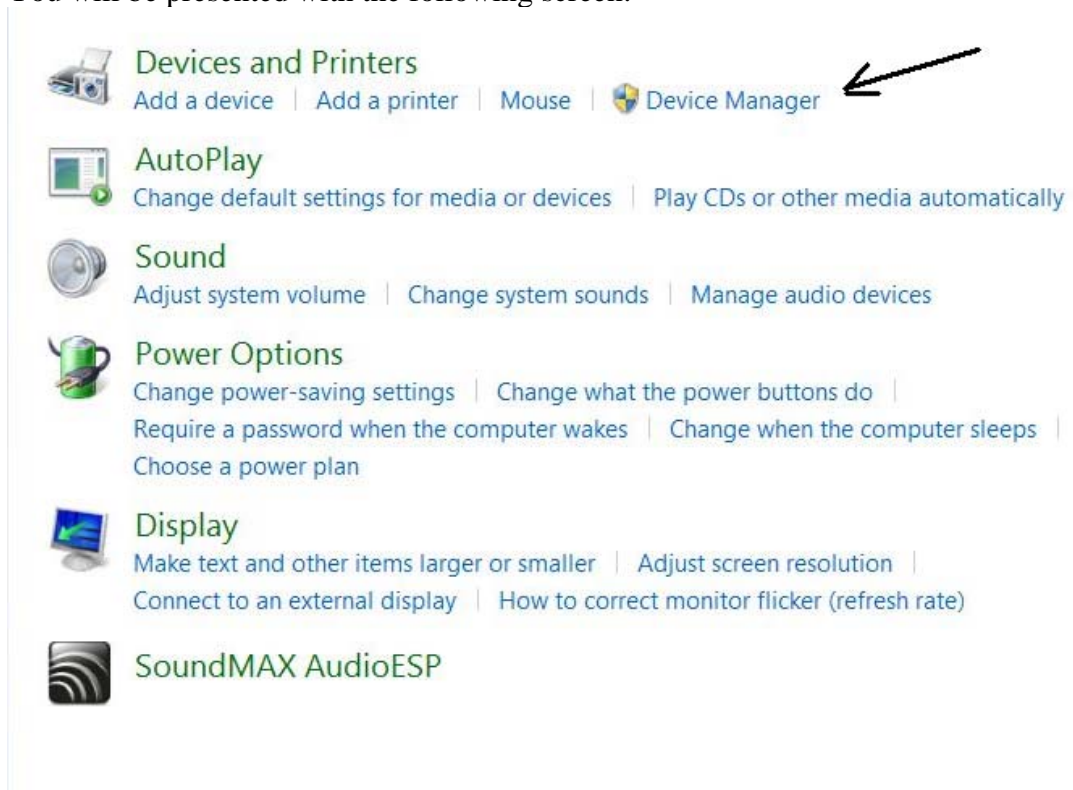 You will be presented with the following screen:
Devices and Printers
Add a device | Add a printer | Mouse | Device Manager
AutoPlay
Change default settings for media or devices | Play CDs or other media automatically
Sound
Adjust system volume | Change system sounds | Manage audio devices
Power Options
Change power-saving settings | Change what the power buttons do |
Require a password when the computer wakes | Change when the computer sleeps |
Choose a power plan
Display
Make text and other items larger or smaller | Adjust screen resolution |
Connect to an external display | How to correct monitor flicker (refresh rate)
SoundMAX AudioESP